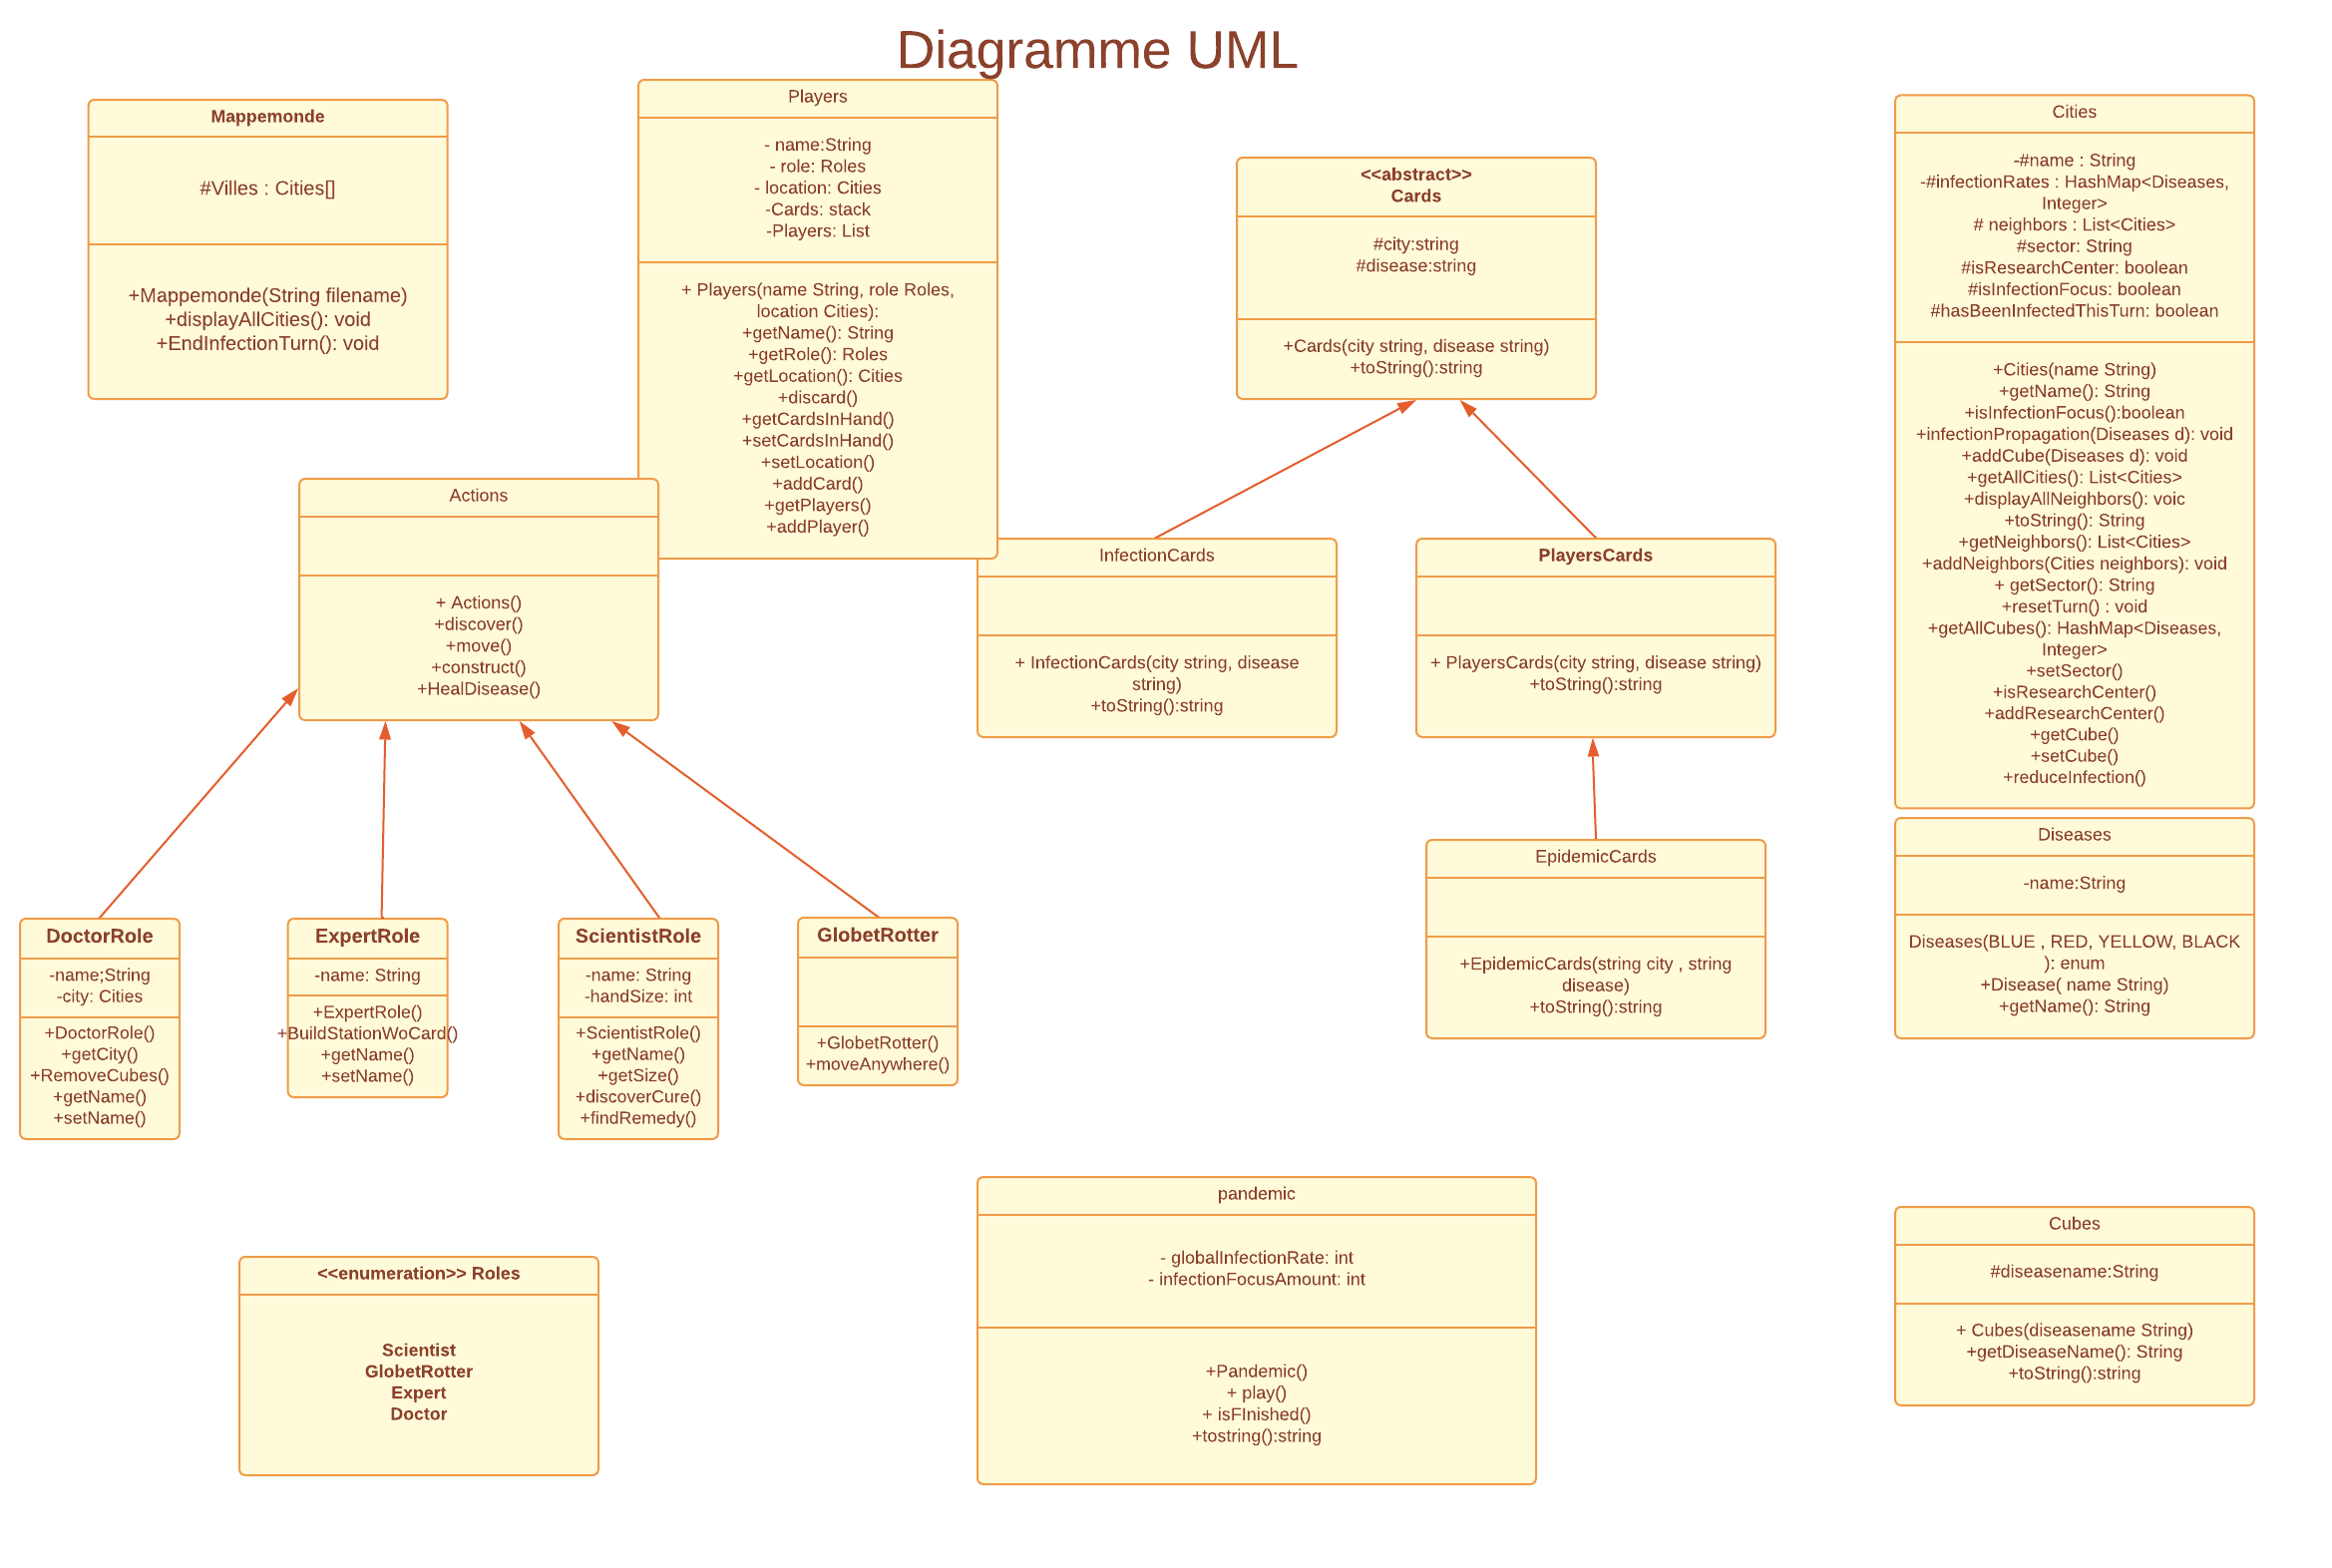 Diagramme UML
Mappemonde
#Villes : Cities[]
+Mappemonde(String filename)
+displayAllCities(): void
+EndInfectionTurn(): void
Players
- name:String
- role: Roles
- location: Cities
-Cards: stack
-Players: List
+ Players(name String, role Roles,
location Cities):
+getName(): String
+getRole(): Roles
+getLocation(): Cities
+discard()
+getCardsInHand()
+setCardsInHand()
+setLocation()
+addCard()
+getPlayers()
+addPlayer()
<<abstract>>
Cards
#city:string
#disease:string
+Cards(city string, disease string)
+toString():string
Cities
-#name : String
-#infectionRates : HashMap<Diseases,
Integer>
# neighbors : List<Cities>
#sector: String
#isResearchCenter: boolean
#isInfectionFocus: boolean
#hasBeenInfectedThisTurn: boolean
+Cities(name String)
+getName(): String
+isInfectionFocus():boolean
+infectionPropagation(Diseases d): void
+addCube(Diseases d): void
+getAllCities(): List<Cities>
+displayAllNeighbors(): voic
+toString(): String
+getNeighbors(): List<Cities>
+addNeighbors(Cities neighbors): void
+ getSector(): String
+resetTurn() : void
+getAllCubes(): HashMap<Diseases,
Integer>
+setSector()
+isResearchCenter()
+addResearchCenter()
+getCube()
+setCube()
+reduceInfection()
Actions
+ Actions()
+discover()
+move()
+construct()
+HealDisease()
InfectionCards
+ InfectionCards(city string, disease
string)
+toString():string
PlayersCards
+ PlayersCards(city string, disease string)
+toString():string
EpidemicCards
+EpidemicCards(string city , string
disease)
+toString():string
Diseases
-name:String
Diseases(BLUE , RED, YELLOW, BLACK
): enum
+Disease( name String)
+getName(): String
DoctorRole
-name;String
-city: Cities
+DoctorRole()
+getCity()
+RemoveCubes()
+getName()
+setName()
ExpertRole
-name: String
+ExpertRole()
+BuildStationWoCard()
+getName()
+setName()
ScientistRole
-name: String
-handSize: int
+ScientistRole()
+getName()
+getSize()
+discoverCure()
+findRemedy()
GlobetRotter
+GlobetRotter()
+moveAnywhere()
<<enumeration>> Roles
Scientist
GlobetRotter
Expert
Doctor
pandemic
- globalInfectionRate: int
- infectionFocusAmount: int
+Pandemic()
+ play()
+ isFInished()
+tostring():string
Cubes
#diseasename:String
+ Cubes(diseasename String)
+getDiseaseName(): String
+toString():string